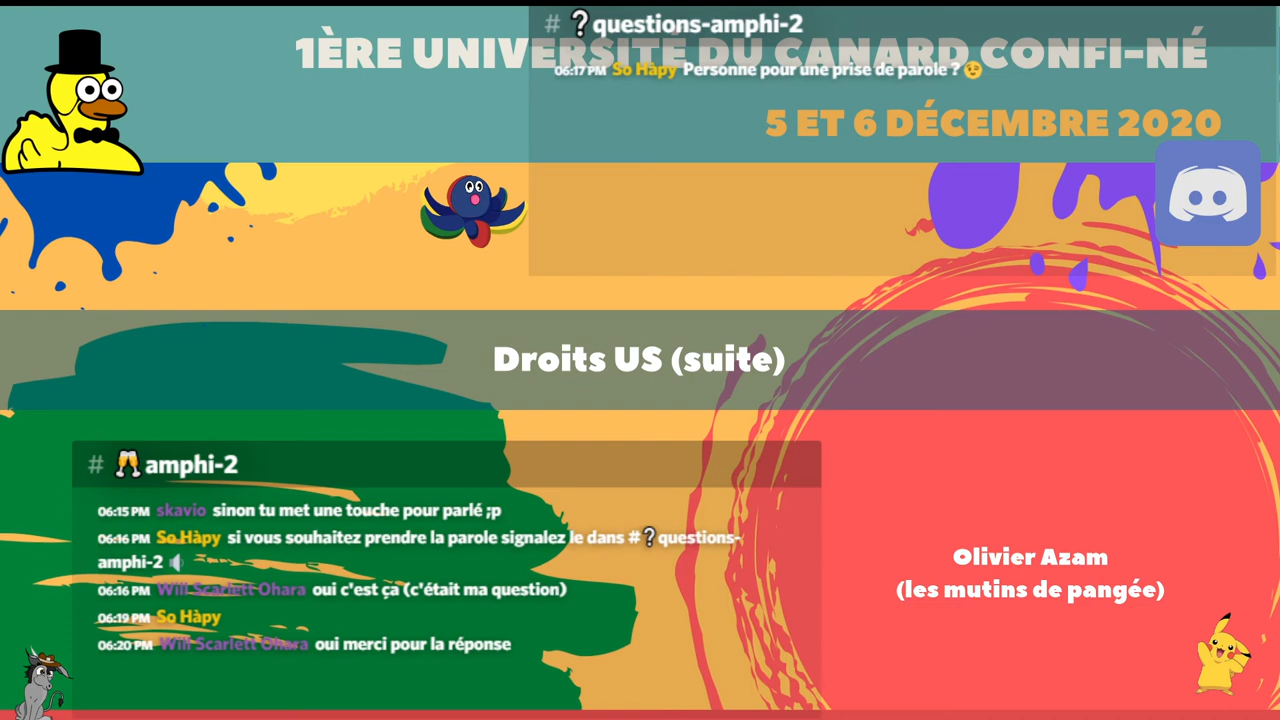 # ❓questions-amphi-2
1ÈRE UNIVERSITÉ DU CANARD CONFI-NÉ
06:17 PM So Hàpy Personne pour une prise de parole ? 😉
5 ET 6 DÉCEMBRE 2020
Droits US (suite)
# 🥂amphi-2
06:15 PM skavio sinon tu met une touche pour parlé ;p
06:16 PM So Hàpy si vous souhaitez prendre la parole signalez le dans #❓questions-
amphi-2 🔈
06:16 PM Will Scarlett Ohara oui c'est ça (c'était ma question)
06:19 PM So Hàpy
06:20 PM Will Scarlett Ohara oui merci pour la réponse
Olivier Azam
(les mutins de pangée)